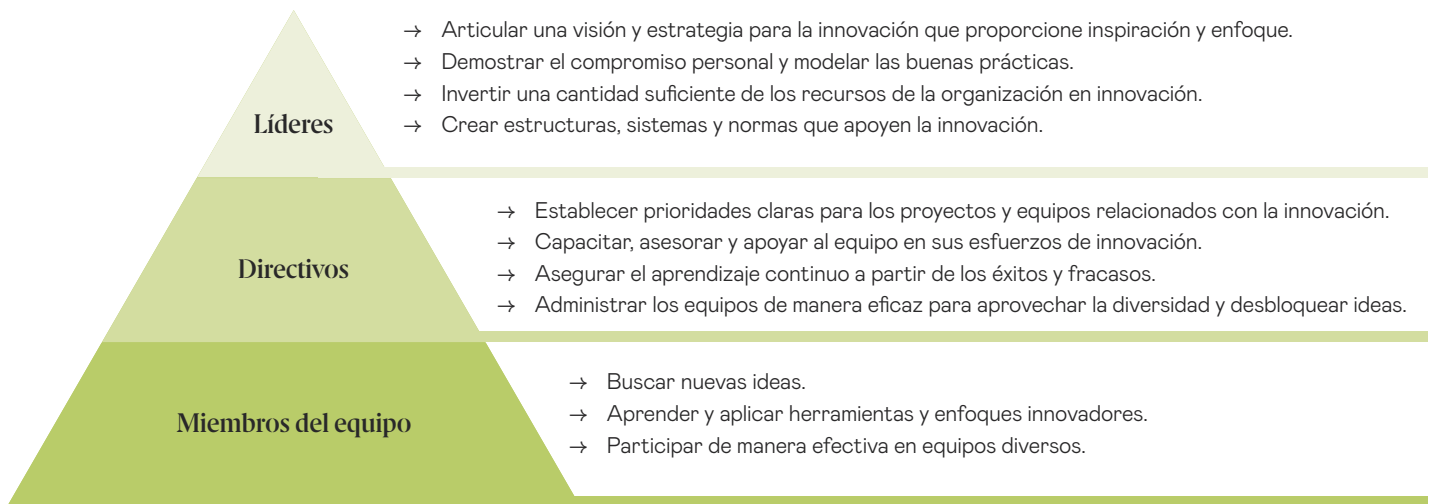 → Articular una visión y estrategia para la innovación que proporcione inspiración y enfoque.
→ Demostrar el compromiso personal y modelar las buenas prácticas.
→ Invertir una cantidad suficiente de los recursos de la organización en innovación.
→ Crear estructuras, sistemas y normas que apoyen la innovación.
Líderes
→ Establecer prioridades claras para los proyectos y equipos relacionados con la innovación.
→ Capacitar, asesorar y apoyar al equipo en sus esfuerzos de innovación.
→ Asegurar el aprendizaje continuo a partir de los éxitos y fracasos.
→ Administrar los equipos de manera eficaz para aprovechar la diversidad y desbloquear ideas.
Directivos
→ Buscar nuevas ideas.
→ Aprender y aplicar herramientas y enfoques innovadores.
→ Participar de manera efectiva en equipos diversos.
Miembros del equipo